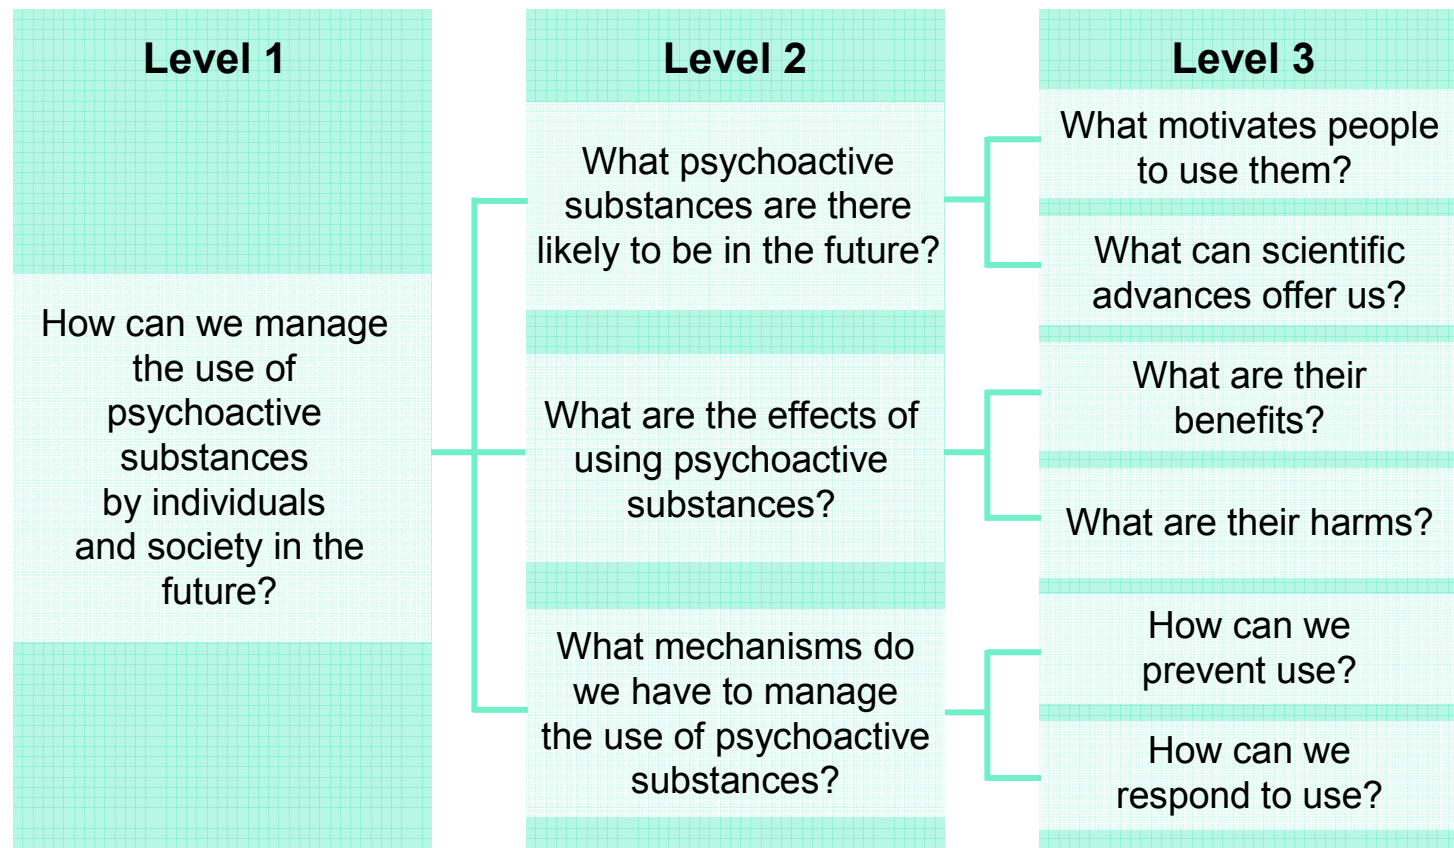 Level 1
How can we manage
the use of
psychoactive
substances
by individuals
and society in the
future?
Level 2
What psychoactive
substances are there
likely to be in the future?
What are the effects of
using psychoactive
substances?
What mechanisms do
we have to manage
the use of psychoactive
substances?
Level 3
What motivates people
to use them?
What can scientific
advances offer us?
What are their
benefits?
What are their harms?
How can we
prevent use?
How can we
respond to use?